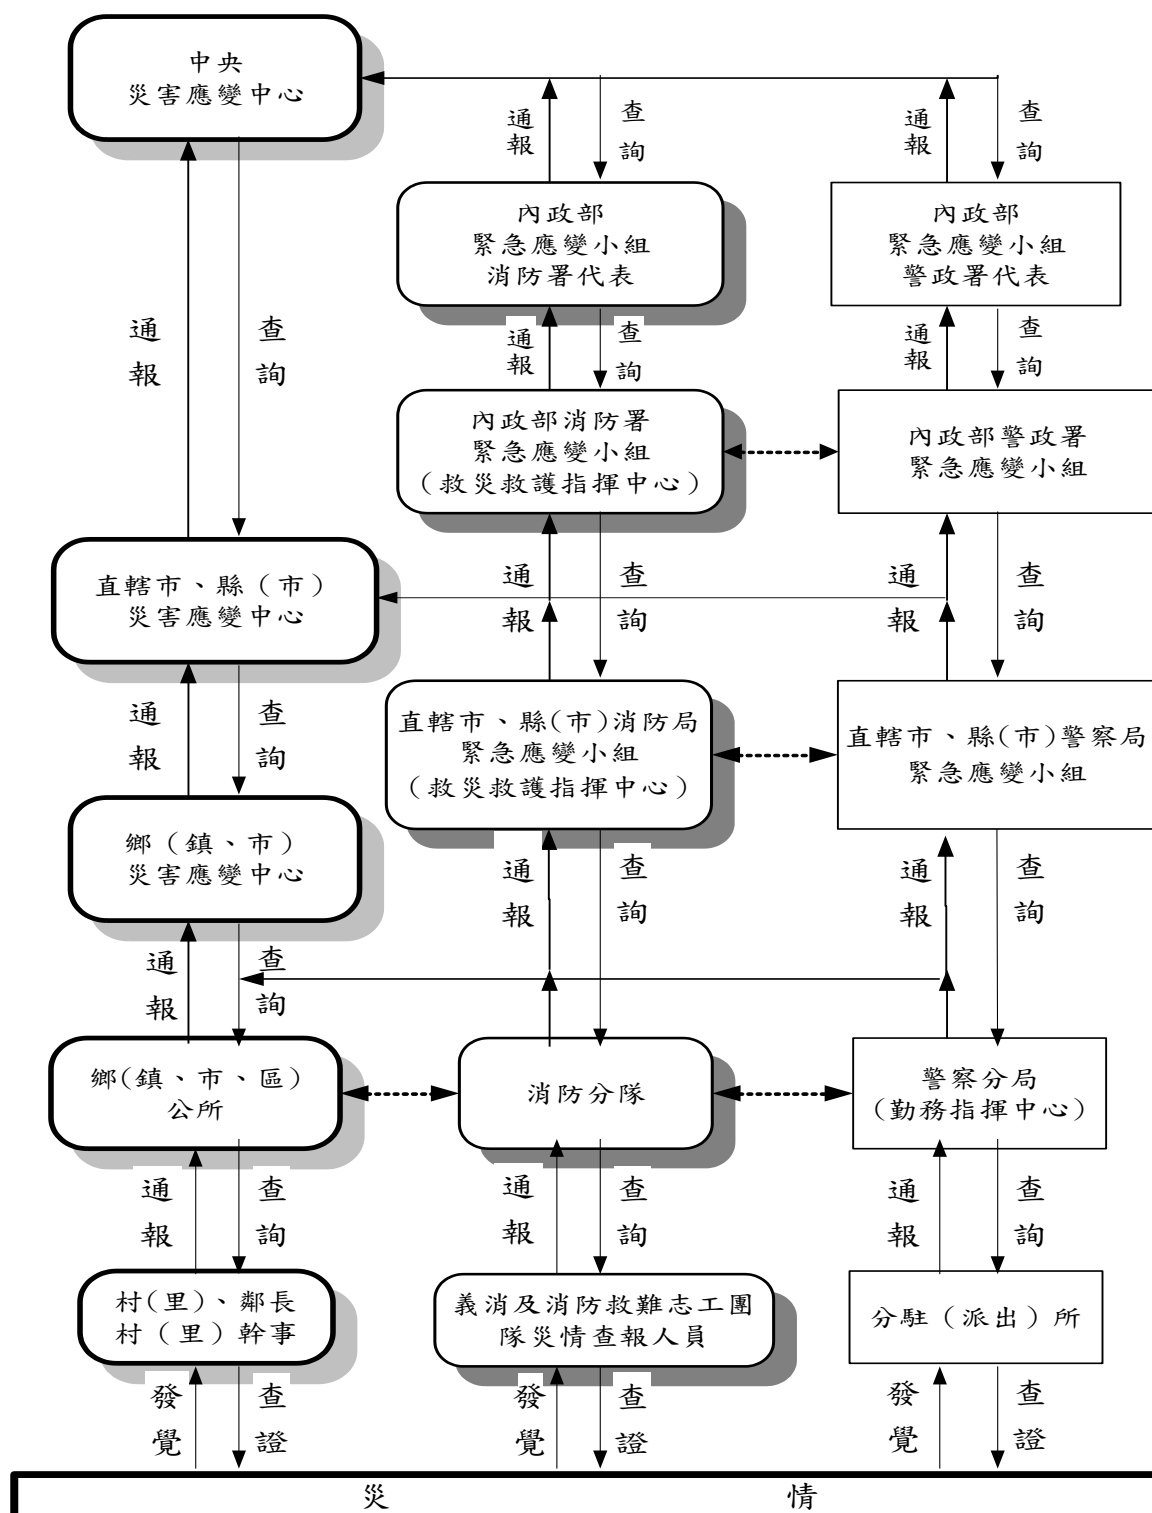 中央
災害應變中心
通報
查詢
通報
查詢
內政部
緊急應變小組
消防署代表
內政部
緊急應變小組
警政署代表
通報
查詢
通報
查詢
通報
查詢
內政部消防署
緊急應變小組
（救災救護指揮中心）
內政部警政署
緊急應變小組
直轄市、縣（市）
災害應變中心
通報
查詢
通報
查詢
通報
查詢
直轄市、縣(市)消防局
緊急應變小組
（救災救護指揮中心）
直轄市、縣(市)警察局
緊急應變小組
鄉（鎮、市）
災害應變中心
通報
查詢
通報
查詢
通報
查詢
鄉(鎮、市、區)
公所
消防分隊
警察分局
(勤務指揮中心)
通報
查詢
通報
查詢
通報
查詢
村(里)、鄰長
村（里）幹事
義消及消防救難志工團
隊災情查報人員
分駐（派出）所
發覺
查證
發覺
查證
發覺
查證
災情